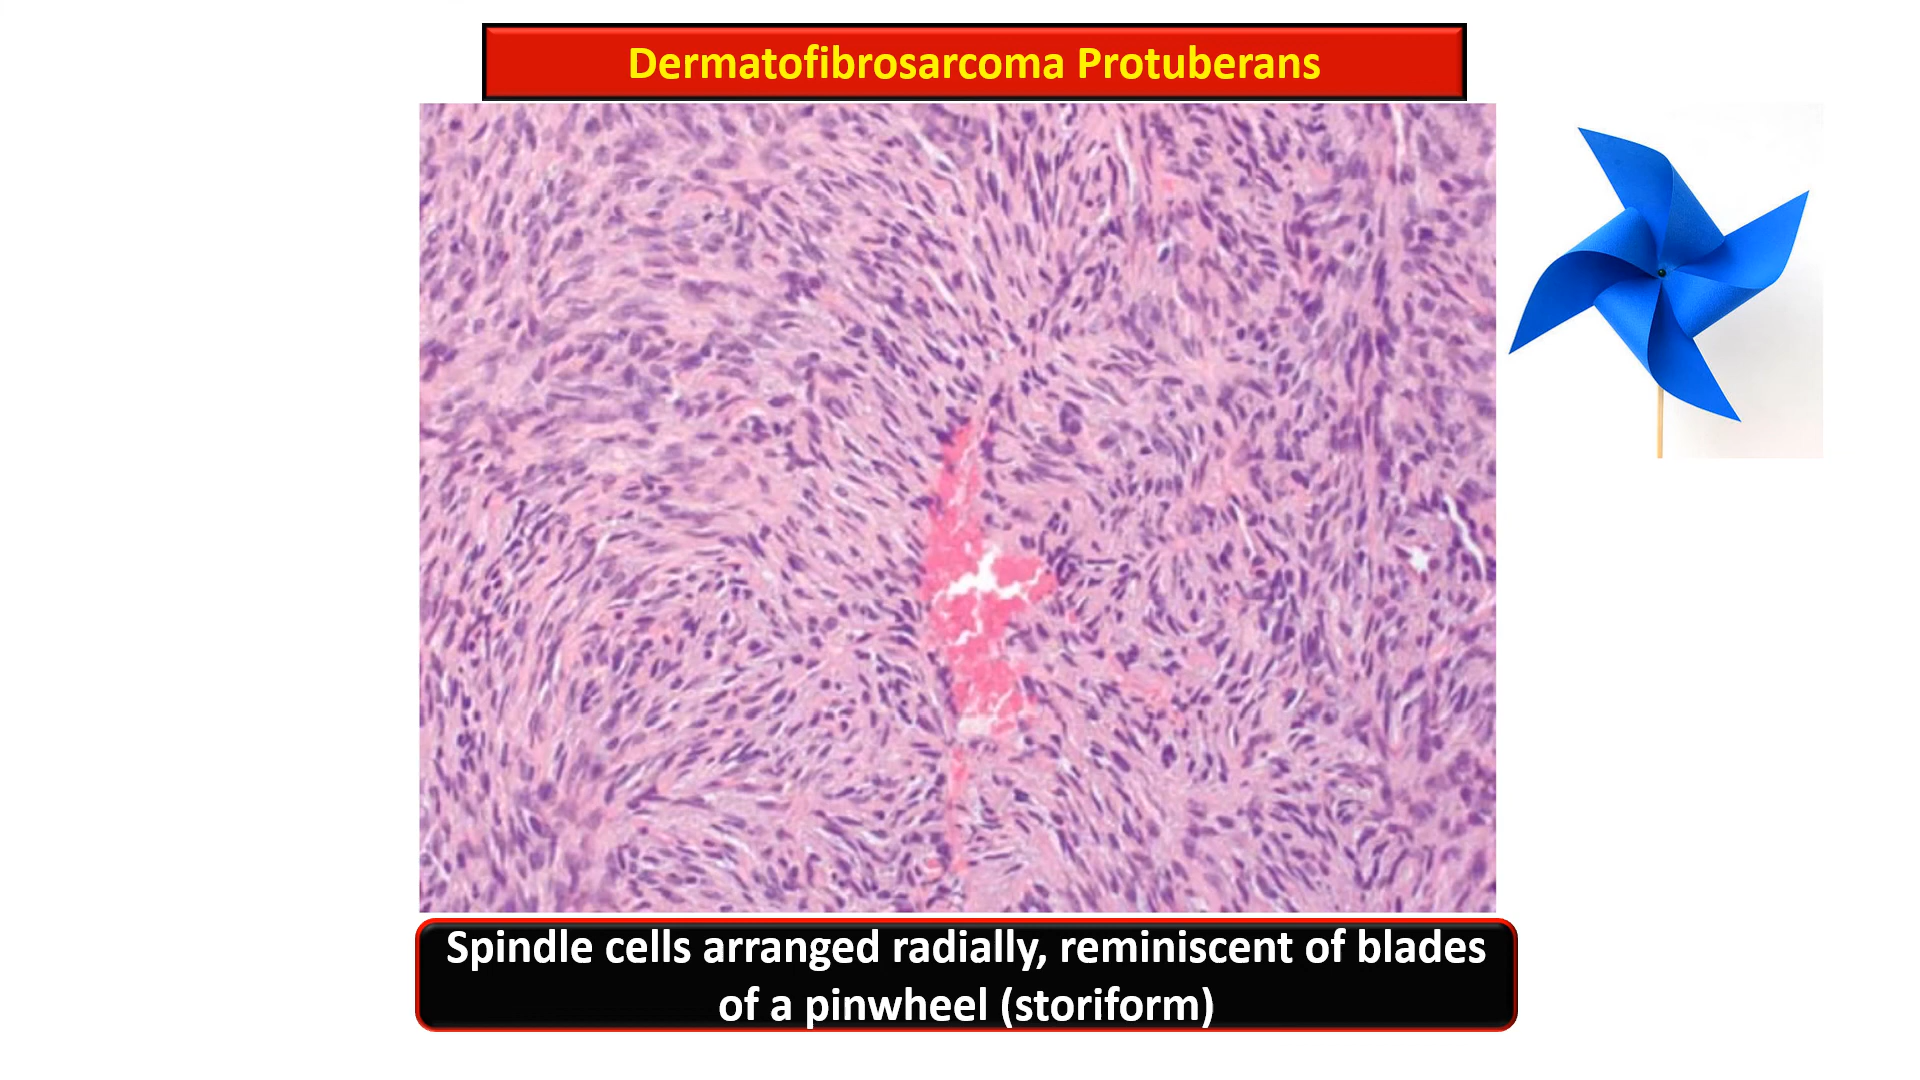 Dermatofibrosarcoma Protuberans
Spindle cells arranged radially, reminiscent of blades
of a pinwheel (storiform)